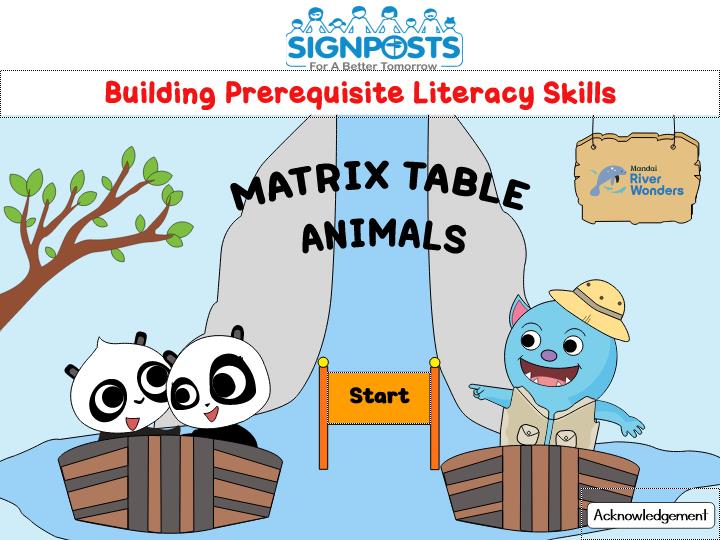 SIGNPOSTS
For A Better Tomorrow
Building Prerequisite Literacy Skills
MATRIX TABLE
ANIMALS
Mandai
River
Wonders
Start
Acknowledgement